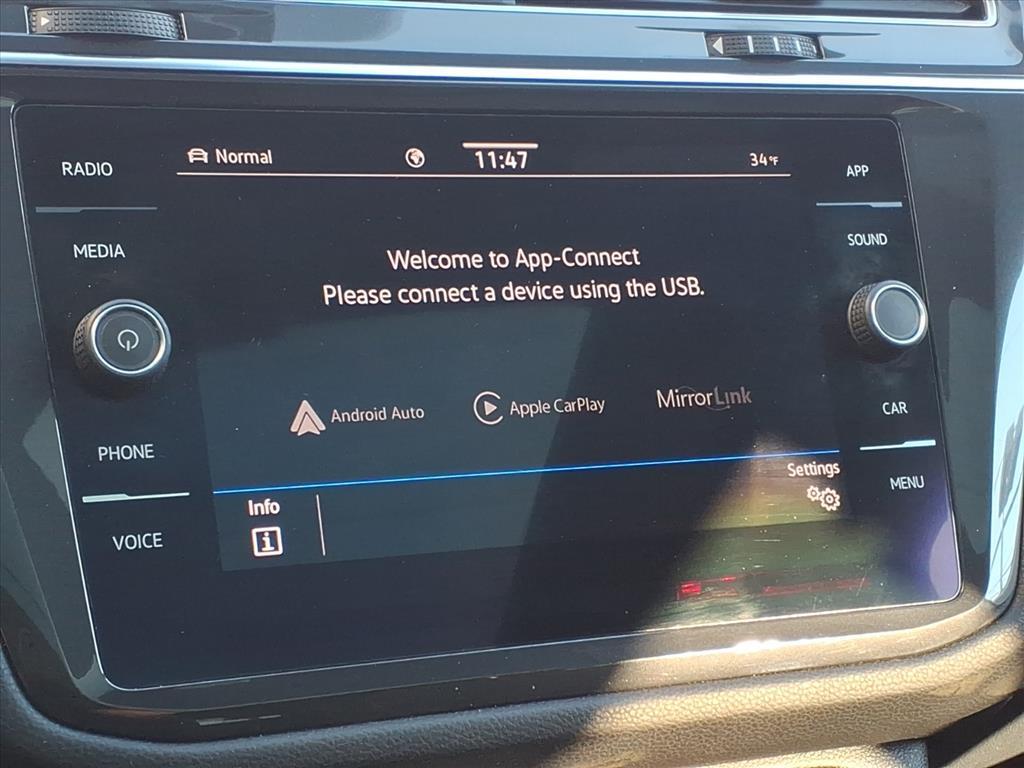 RADIO
MEDIA
PHONE
VOICE
Normal
11:47
34°F
Welcome to App-Connect
Please connect a device using the USB.
Android Auto
Apple CarPlay
MirrorLink
Info
Settings
APP
SOUND
CAR
MENU